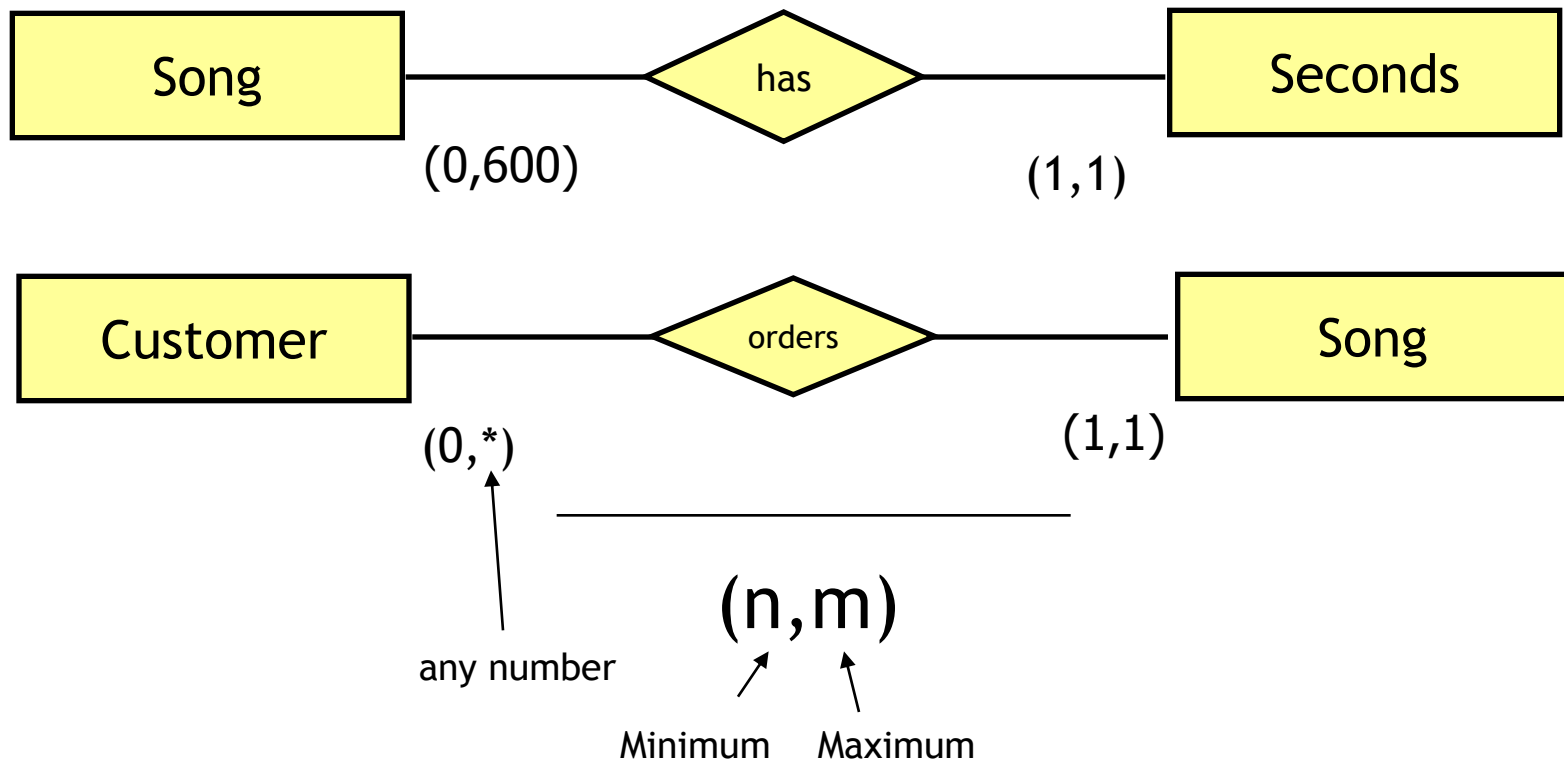 Song
has
Seconds
(0,600)
(1,1)
Customer
orders
Song
(0,*)
(1,1)
(n,m)
any number
Minimum
Maximum